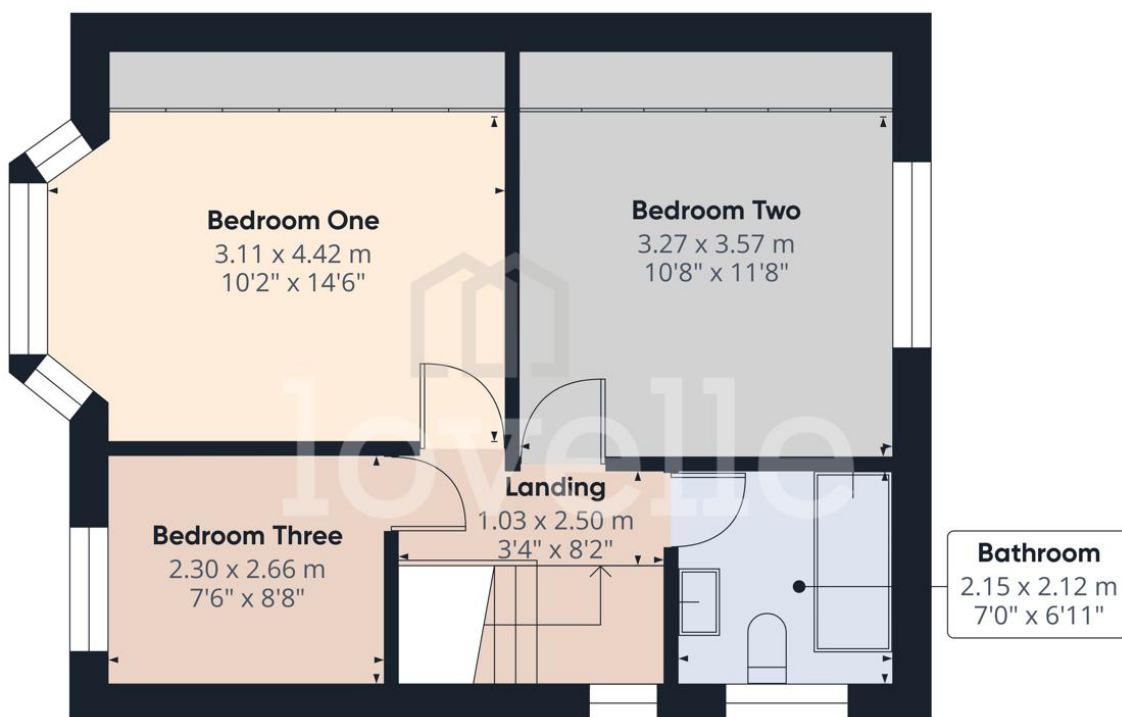 Bedroom One
3.11 x 4.42 m
10'2" x 14'6"
Bedroom Two
3.27 x 3.57 m
10'8" x 11'8"
lovelle
Landing
1.03 x 2.50 m
3'4" x 8'2"
Bedroom Three
2.30 x 2.66 m
7'6" x 8'8"
Bathroom
2.15 x 2.12 m
7'0" x 6'11"